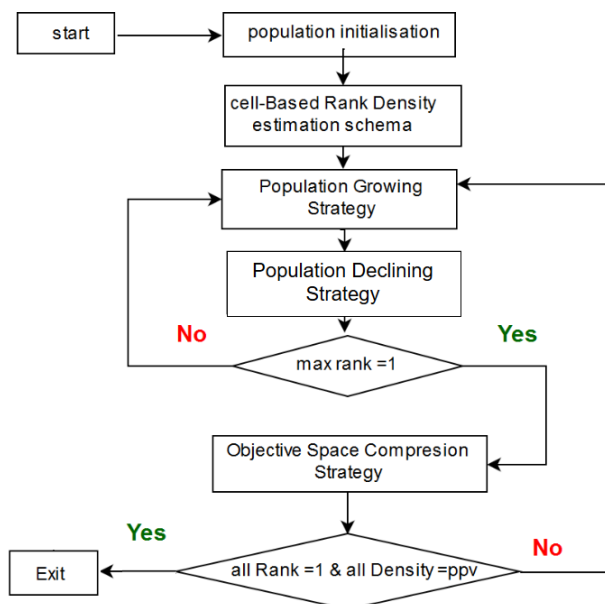 start
population initialisation
cell-Based Rank Density
estimation schema
Population Growing
Strategy
Population Declining
Strategy
No
Yes
max rank =1
Objective Space Compresion
Strategy
Yes
No
all Rank =1 & all Density =ppv
Exit